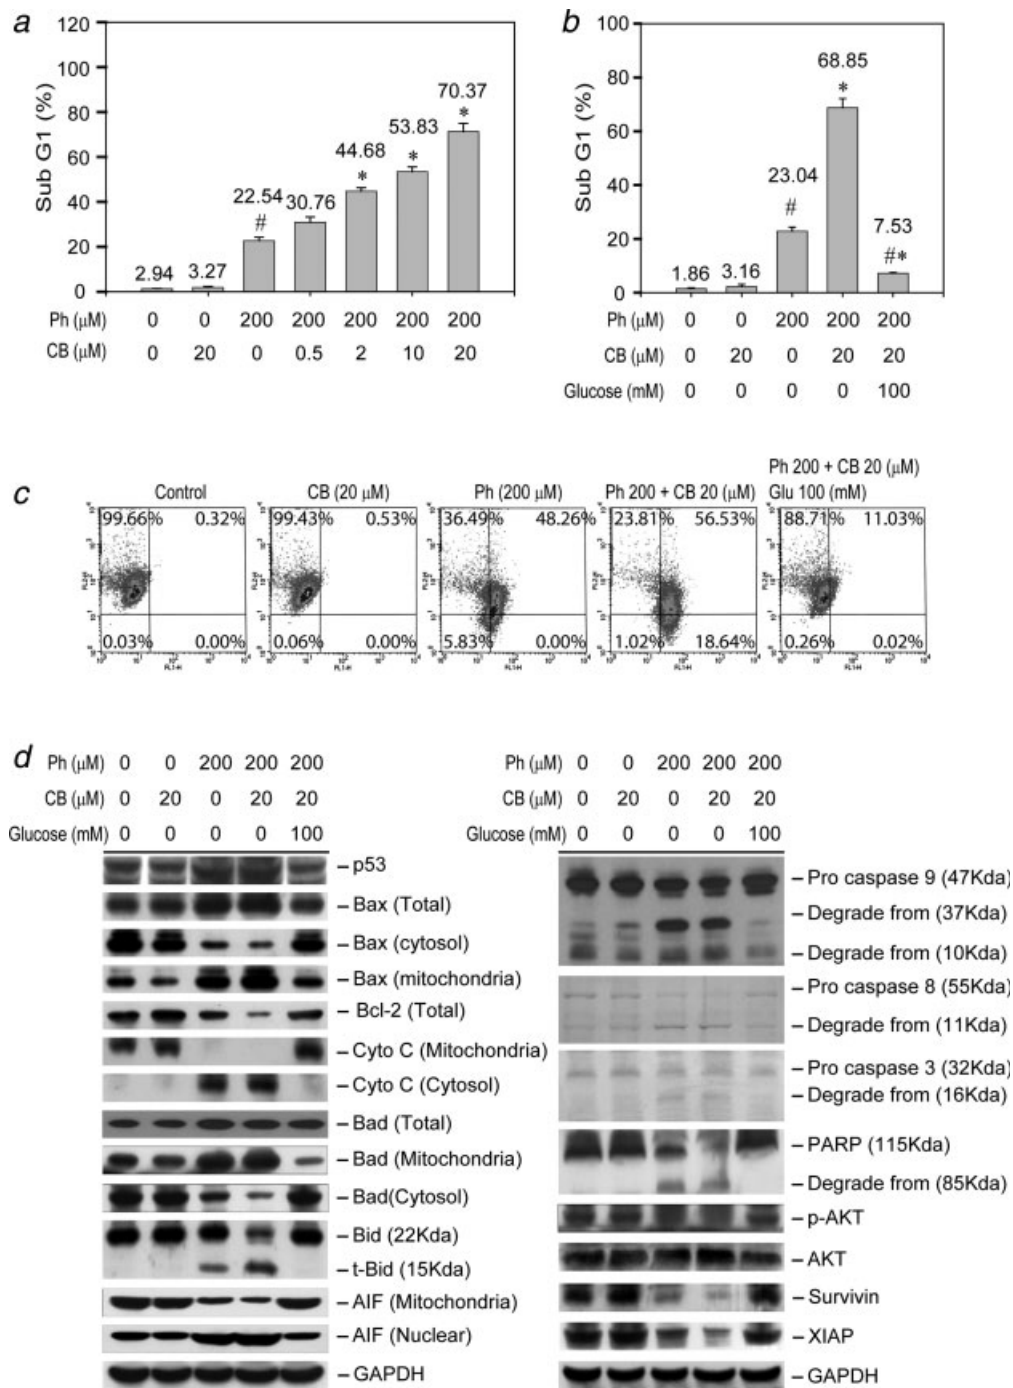 a
Sub G1 (%)
120
100
80
60
40
20
0
2.94
3.27
22.54
#
30.76
44.68
*
53.83
*
70.37
*
Ph (μM) 0 0 200 200 200 200 200
CB (μM) 0 20 0 0.5 2 10 20
b
Sub G1 (%)
100
80
60
40
20
0
1.86
3.16
23.04
#
68.85
*
7.53
#*
Ph (μM) 0 0 200 200 200
CB (μM) 0 20 0 20 20
Glucose (mM) 0 0 0 0 100
c
Control
99.66% 0.32%
0.03% 0.00%
FL1-H
CB (20 μM)
99.43% 0.53%
0.06% 0.00%
FL1-H
Ph (200 μM)
36.49% 48.26%
5.83% 0.00%
FL1-H
Ph 200 + CB 20 (μM)
23.81% 56.53%
1.02% 18.64%
FL1-H
Ph 200 + CB 20 (μM)
Glu 100 (mM)
88.71% 11.03%
0.26% 0.02%
FL1-H
d
Ph (μM) 0 0 200 200 200
CB (μM) 0 20 0 20 20
Glucose (mM) 0 0 0 0 100
p53
Bax (Total)
Bax (cytosol)
Bax (mitochondria)
Bcl-2 (Total)
Cyto C (Mitochondria)
Cyto C (Cytosol)
Bad (Total)
Bad (Mitochondria)
Bad(Cytosol)
Bid (22Kda)
t-Bid (15Kda)
AIF (Mitochondria)
AIF (Nuclear)
GAPDH
Ph (μM) 0 0 200 200 200
CB (μM) 0 20 0 20 20
Glucose (mM) 0 0 0 0 100
Pro caspase 9 (47Kda)
Degrade from (37Kda)
Degrade from (10Kda)
Pro caspase 8 (55Kda)
Degrade from (11Kda)
Pro caspase 3 (32Kda)
Degrade from (16Kda)
PARP (115Kda)
Degrade from (85Kda)
p-AKT
AKT
Survivin
XIAP
GAPDH